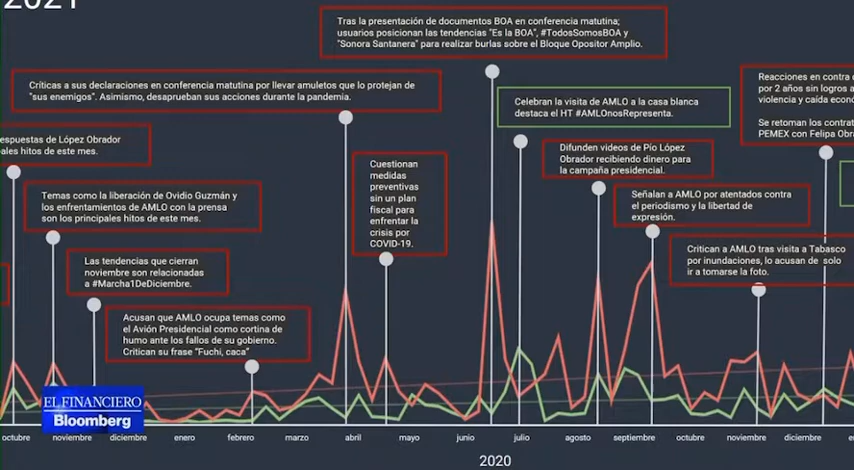 2021
Tras la presentación de documentos BOA en conferencia matutina;
usuarios posicionan las tendencias "Es la BOA", #TodosSomosBOA y
"Sonora Santanera" para realizar burlas sobre el Bloque Opositor Amplio.
Críticas a sus declaraciones en conferencia matutina por llevar amuletos que lo protejan de
"sus enemigos". Asimismo, desaprueban sus acciones durante la pandemia.
Celebran la visita de AMLO a la casa blanca
destaca el HT #AMLOnosRepresenta.
Reacciones en contra
por 2 años sin logros
violencia y caída
Se retoman los
PEMEX con Felipa
espuestas de López Obrador
ales hitos de este mes.
Temas como la liberación de Ovidio Guzmán y
los enfrentamientos de AMLO con la prensa
son los principales hitos de este mes.
Las tendencias que cierran
noviembre son relacionadas
a #Marcha1DeDiciembre.
Acusan que AMLO ocupa temas como
el Avión Presidencial como cortina de
humo ante los fallos de su gobierno.
Critican su frase "Fuchi, caca"
Cuestionan
medidas
preventivas
sin un plan
fiscal para
enfrentar la
crisis por
COVID-19.
Difunden videos de Pío López
Obrador recibiendo dinero para
la campaña presidencial.
Señalan a AMLO por atentados contra
el periodismo y la libertad de
expresión.
Critican a AMLO tras visita a Tabasco
por inundaciones, lo acusan de solo
ir a tomarse la foto.
EL FINANCIERO
Bloomberg
octubre noviembre diciembre enero febrero marzo abril mayo junio julio agosto septiembre octubre noviembre diciembre
2020